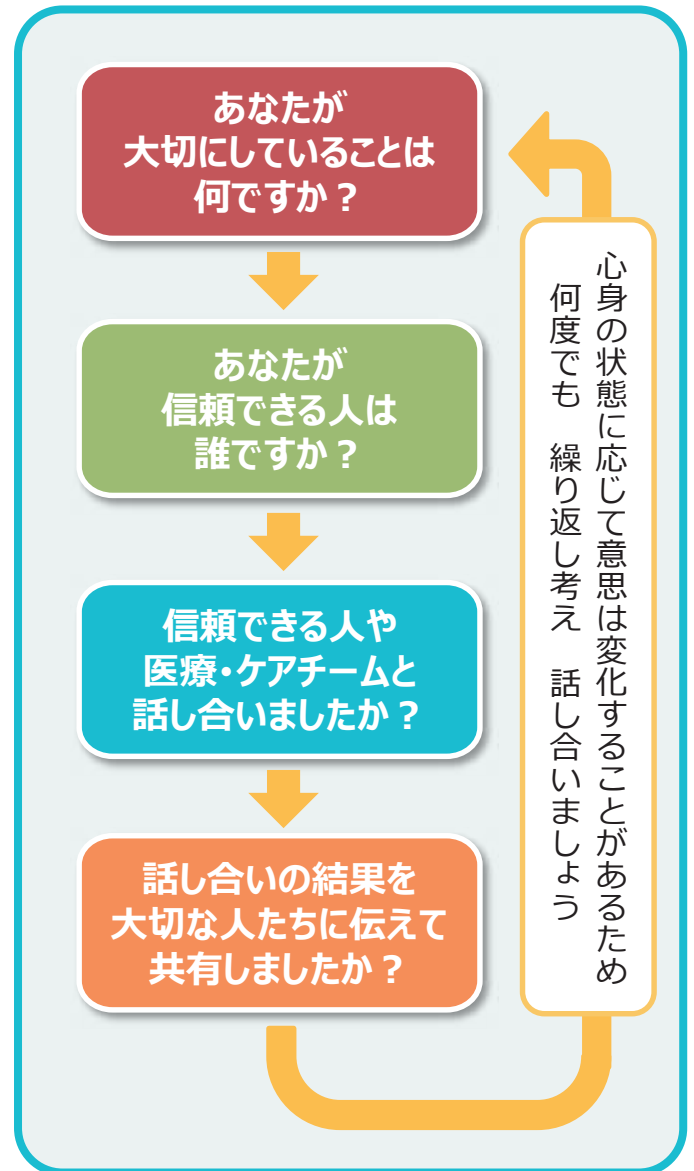 あなたが
大切にしていることは
何ですか？
あなたが
信頼できる人は
誰ですか？
信頼できる人や
医療・ケアチームと
話し合いましたか？
話し合いの結果を
大切な人たちに伝えて
共有しましたか？
心身の状態に応じて意思は変化することがあるため
何度でも　繰り返し考え　話し合いましょう